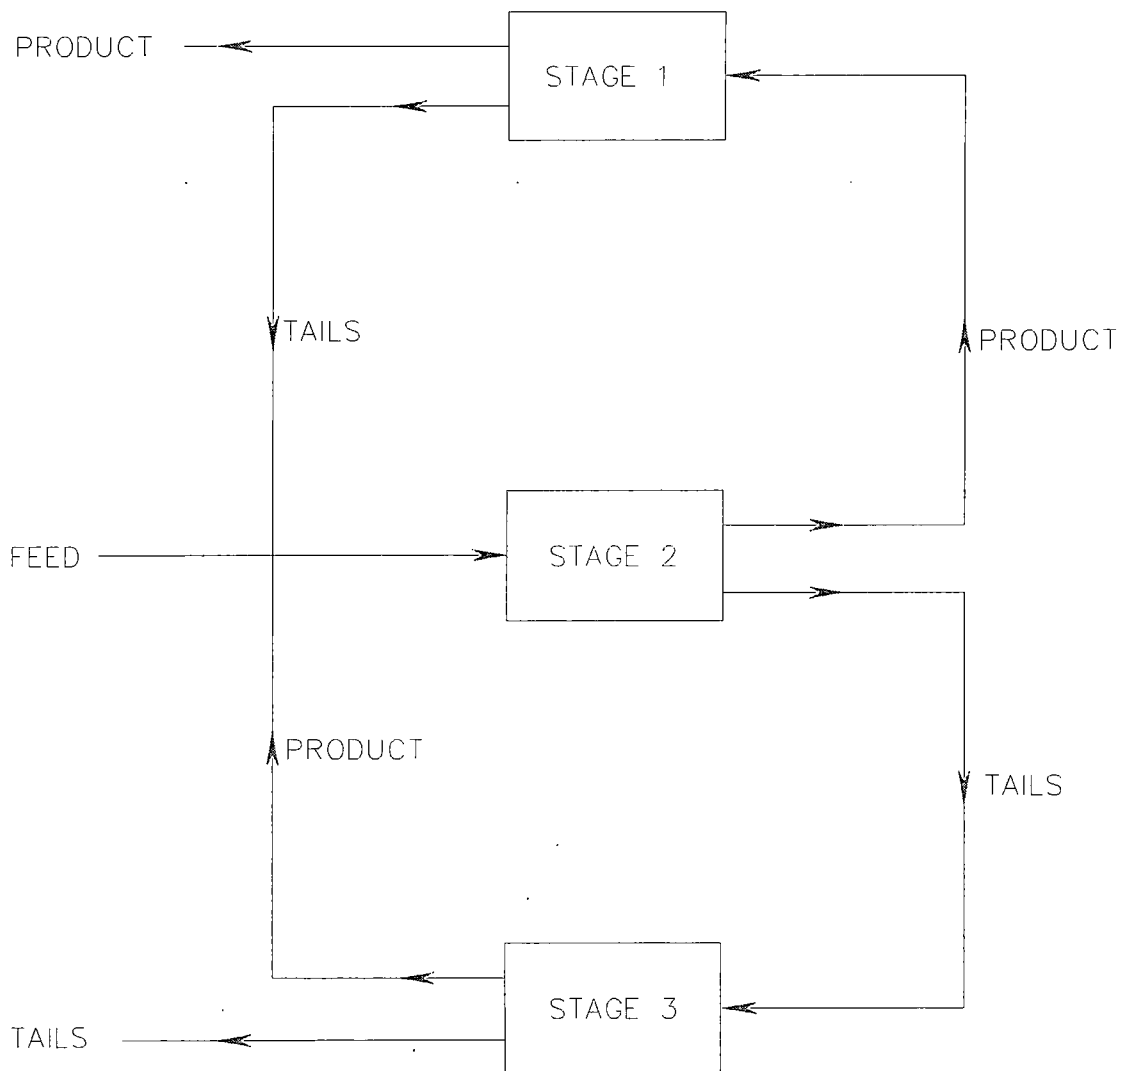 PRODUCT
STAGE 1
TAILS
PRODUCT
FEED
STAGE 2
PRODUCT
TAILS
STAGE 3
TAILS